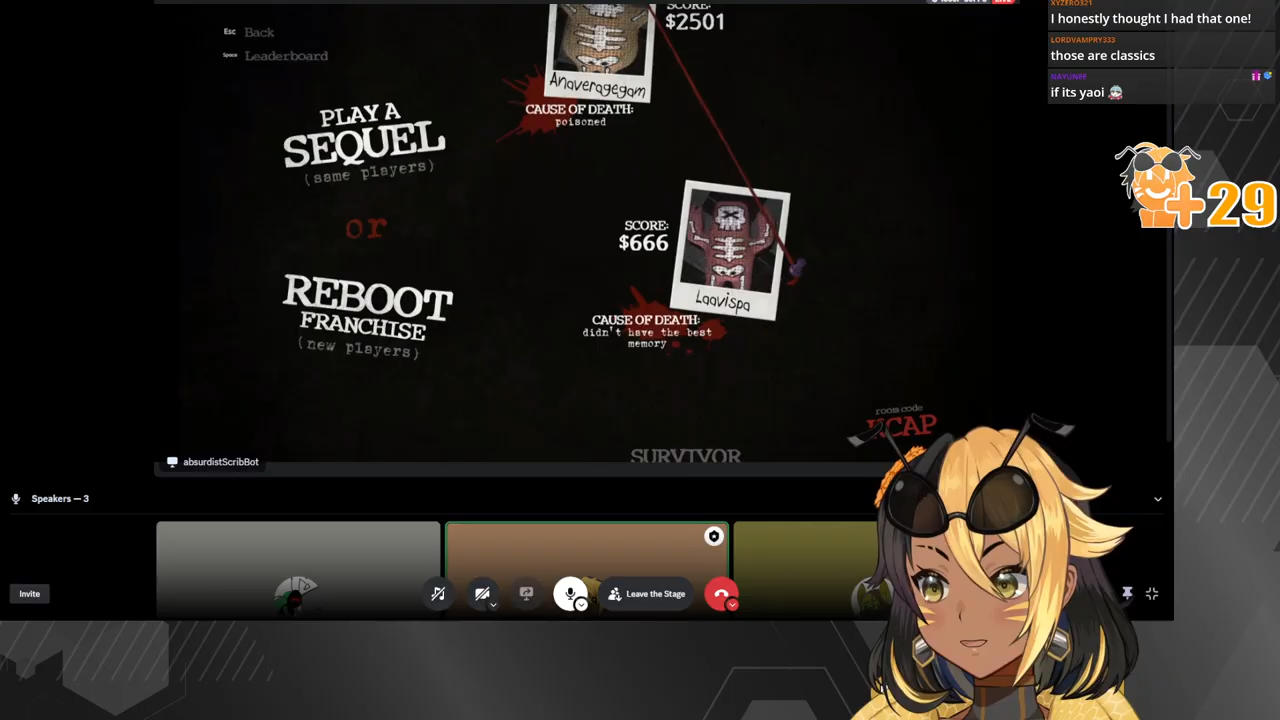 Esc Back
Space Leaderboard
PLAY A
SEQUEL
(same players)
or
REBOOT
FRANCHISE
(new players)
SCORE:
$2501
Anaveragegam
CAUSE OF DEATH:
poisoned
SCORE:
$666
Laavispa
CAUSE OF DEATH:
didn't have the best
memory
room code
SURVIVOR
absurdistScribBot
Speakers — 3
Invite
Leave the Stage
XYZERO321
I honestly thought I had that one!
LORDVAMPRY333
those are classics
NAYUNEE
if its yaoi
+29